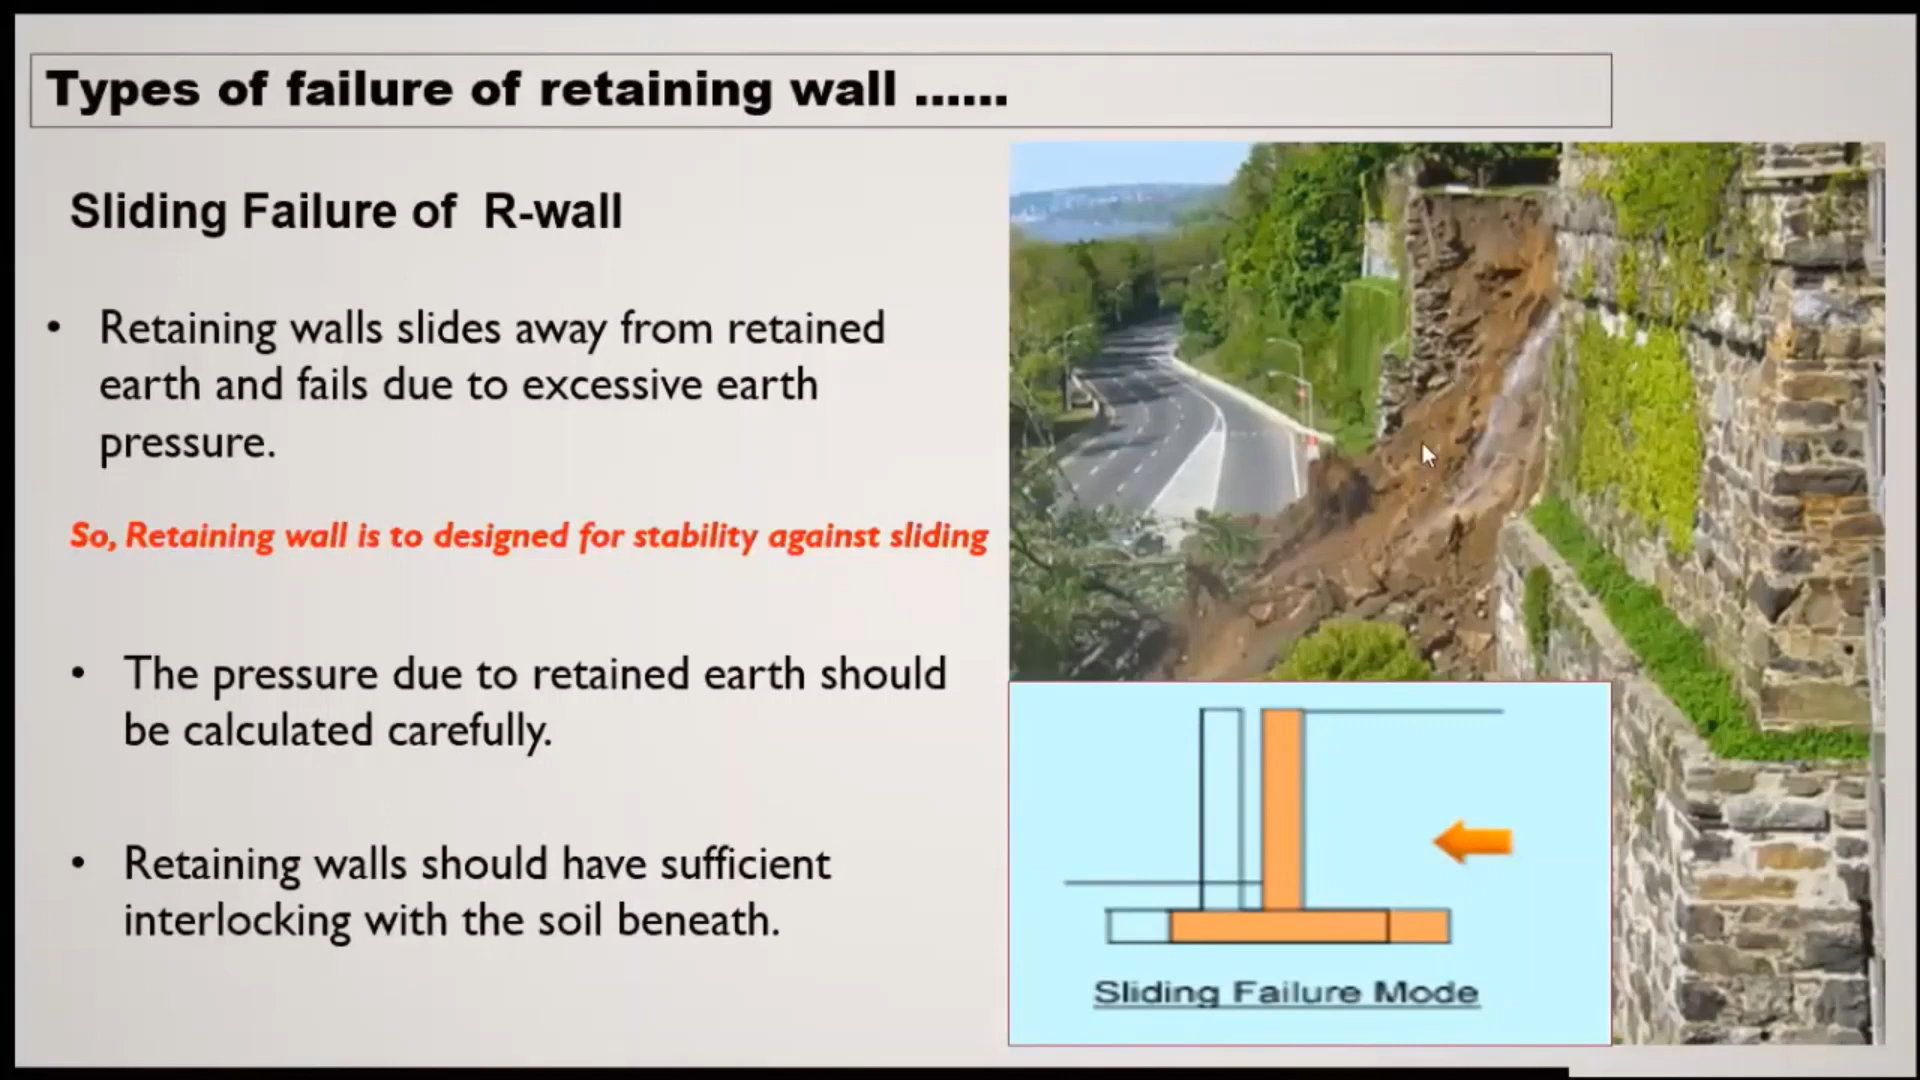 Types of failure of retaining wall ......
Sliding Failure of R-wall
• Retaining walls slides away from retained
earth and fails due to excessive earth
pressure.
So, Retaining wall is to designed for stability against sliding
• The pressure due to retained earth should
be calculated carefully.
• Retaining walls should have sufficient
interlocking with the soil beneath.
Sliding Failure Mode